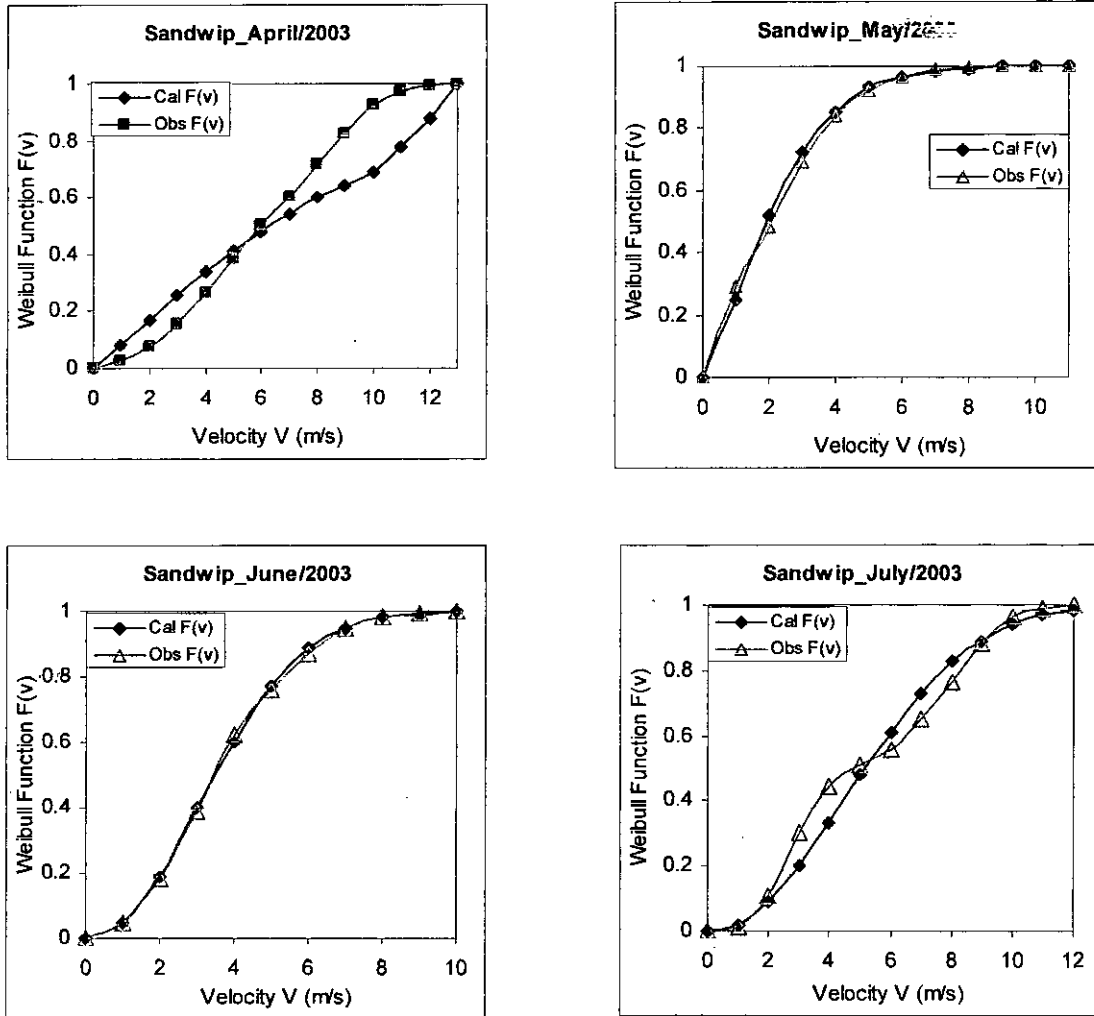 Sandwip_April/2003
Cal F(v)
Obs F(v)
Weibull Function F(v)
1
0.8
0.6
0.4
0.2
0
0 2 4 6 8 10 12
Velocity V (m/s)
Sandwip_May/
Cal F(v)
Obs F(v)
Weibull Function F(v)
1
0.8
0.6
0.4
0.2
0
0 2 4 6 8 10
Velocity V (m/s)
Sandwip_June/2003
Cal F(v)
Obs F(v)
Weibull Function F(v)
1
0.8
0.6
0.4
0.2
0
0 2 4 6 8 10
Velocity V (m/s)
Sandwip_July/2003
Cal F(v)
Obs F(v)
Weibull Function F(v)
1
0.8
0.6
0.4
0.2
0
0 2 4 6 8 10 12
Velocity V (m/s)